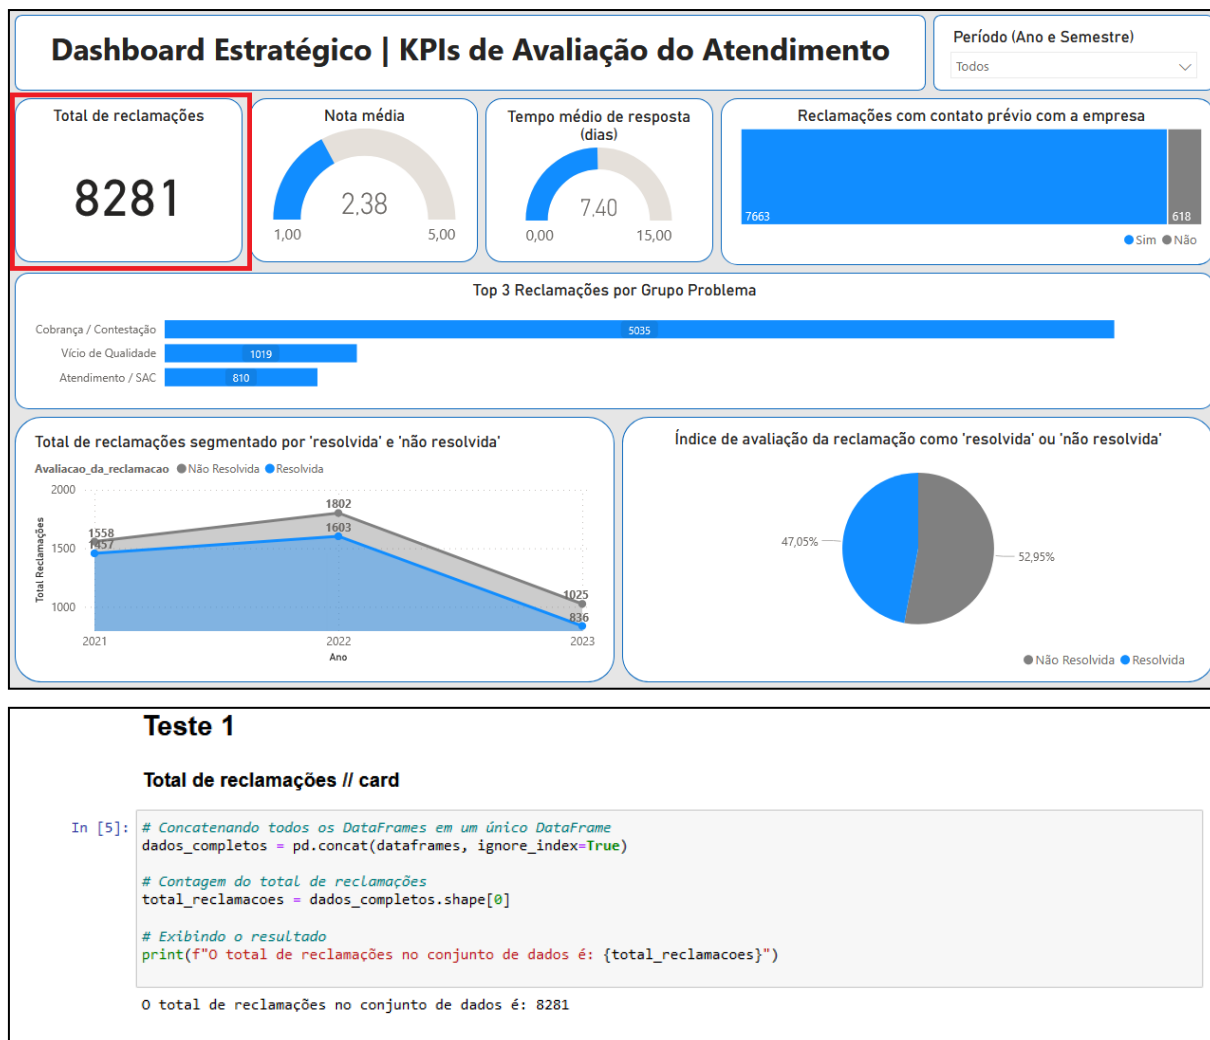 Dashboard Estratégico | KPIs de Avaliação do Atendimento
Período (Ano e Semestre)
Todos
Total de reclamações
8281
Nota média
2,38
1,00
5,00
Tempo médio de resposta
(dias)
7,40
0,00
15,00
Reclamações com contato prévio com a empresa
7663
618
Sim Não
Top 3 Reclamações por Grupo Problema
Cobrança / Contestação
5035
Vício de Qualidade
1019
Atendimento / SAC
810
Total de reclamações segmentado por 'resolvida' e 'não resolvida'
Avaliacao_da_reclamacao Não Resolvida Resolvida
Total Reclamações
2000
1500
1000
1558
1457
1802
1603
1025
836
2021
2022
2023
Ano
Índice de avaliação da reclamação como 'resolvida' ou 'não resolvida'
47,05%
52,95%
Não Resolvida Resolvida
Teste 1
Total de reclamações // card
In [5]:
# Concatenando todos os DataFrames em um único DataFrame
dados_completos = pd.concat(dataframes, ignore_index=True)
# Contagem do total de reclamações
total_reclamacoes = dados_completos.shape[0]
# Exibindo o resultado
print(f"O total de reclamações no conjunto de dados é: {total_reclamacoes}")
O total de reclamações no conjunto de dados é: 8281